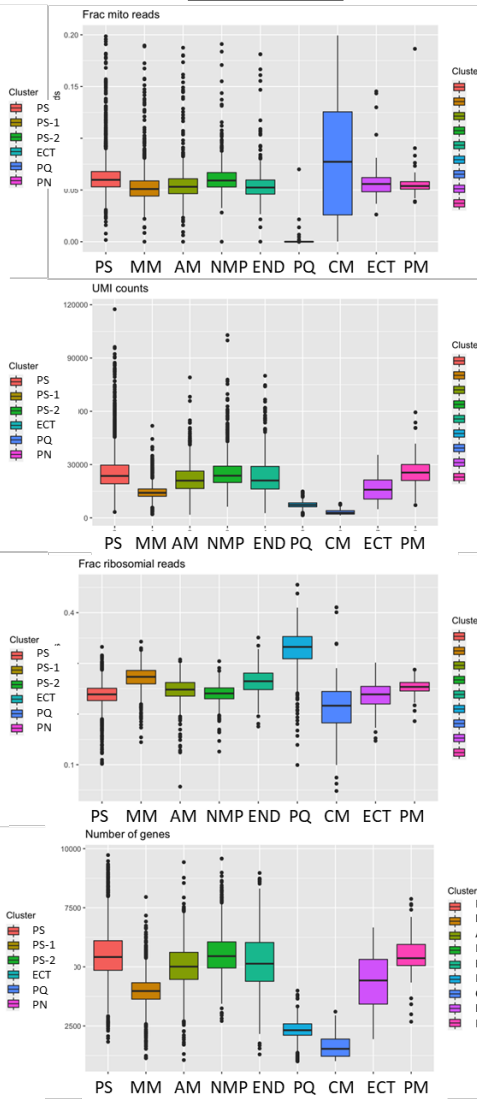 Frac mito reads
0.20
Cluster
ds
Cluster
PS
PS-1
0.15
PS-2
ECT
PQ
PN
0.05
0.00
PS MM AM NMP END PQ CM ECT PM
UMI counts
120000
Cluster
Cluster
PS
90000
PS-1
PS-2
ECT
PQ
PN
30000
0
PS MM AM NMP END PQ CM ECT PM
Frac ribosomial reads
0.4
Cluster
Cluster
PS
PS-1
PS-2
ECT
PQ
PN
0.1
PS MM AM NMP END PQ CM ECT PM
Number of genes
10000
Cluster
Cluster
7500
PS
PS-1
PS-2
ECT
PQ
PN
2500
PS MM AM NMP END PQ CM ECT PM